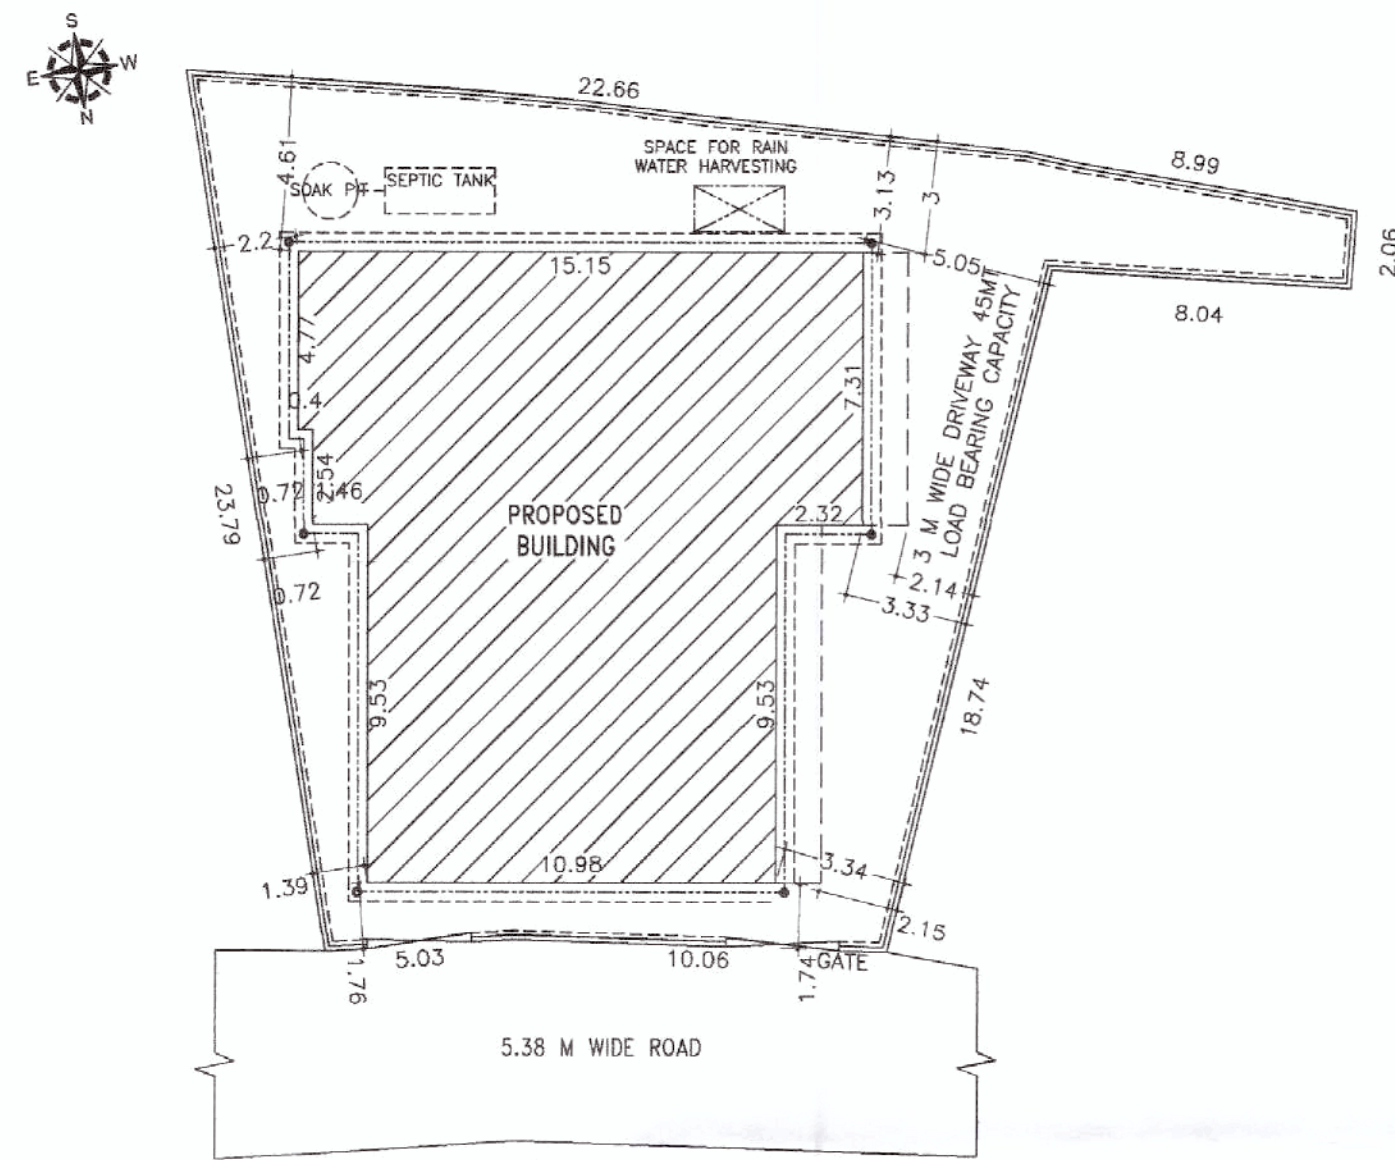 S
E
W
N
22.66
8.99
2.06
8.04
4.61
SPACE FOR RAIN
WATER HARVESTING
3.13
3
SOAK PIT
SEPTIC TANK
2.2
15.15
5.05
4.77
0.4
7.31
3 M WIDE DRIVEWAY 45MT
LOAD BEARING CAPACITY
2.54
0.72
1.46
23.79
PROPOSED
BUILDING
2.32
2.14
3.33
0.72
9.53
9.53
18.74
10.98
3.34
1.39
2.15
5.03
10.06
GATE
1.76
1.74
5.38 M WIDE ROAD